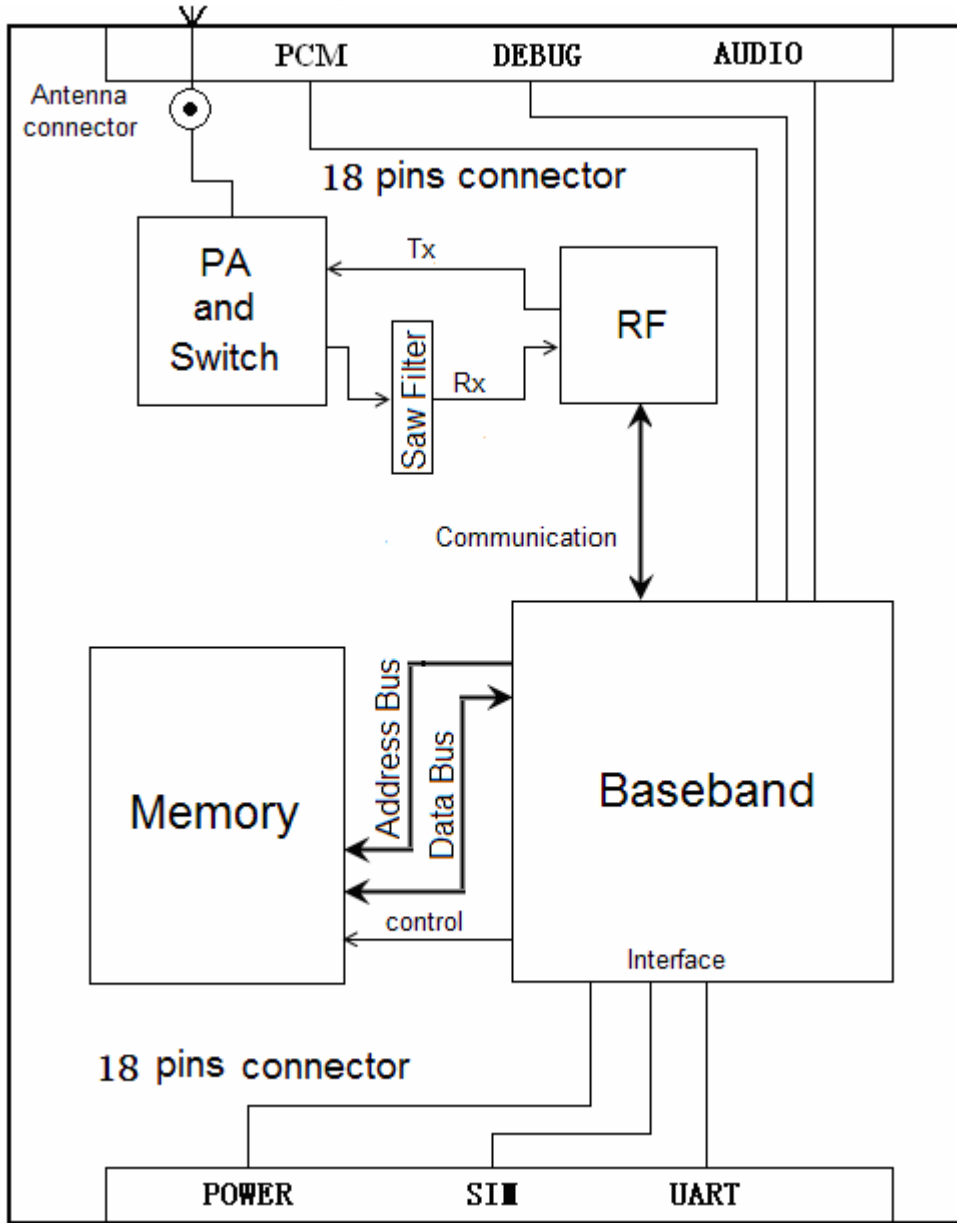 PCM DEBUG AUDIO
Antenna
connector
18 pins connector
Tx
PA
and
Switch
RF
Saw Filter
Rx
Communication
Address Bus
Data Bus
Memory
Baseband
control
Interface
18 pins connector
POWER SIM UART